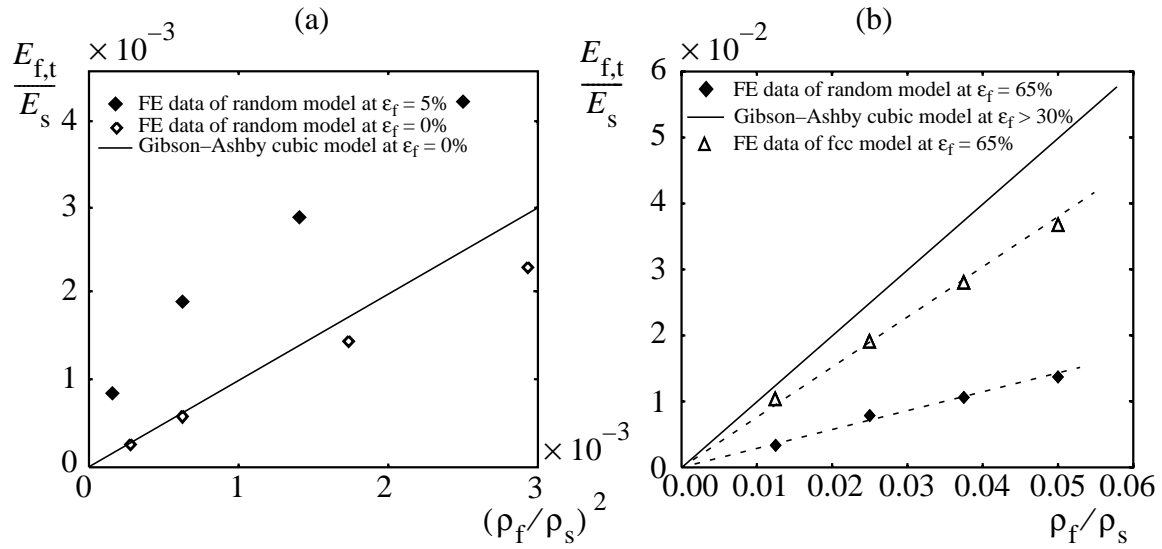 (a)
E_f,t / E_s
× 10^−3
◆ FE data of random model at ε_f = 5%
◇ FE data of random model at ε_f = 0%
Gibson–Ashby cubic model at ε_f = 0%
4
3
2
1
0
0 1 2 3
× 10^−3
(ρ_f/ρ_s)^2
(b)
E_f,t / E_s
× 10^−2
◆ FE data of random model at ε_f = 65%
Gibson–Ashby cubic model at ε_f > 30%
△ FE data of fcc model at ε_f = 65%
6
5
4
3
2
1
0
0.00 0.01 0.02 0.03 0.04 0.05 0.06
ρ_f/ρ_s